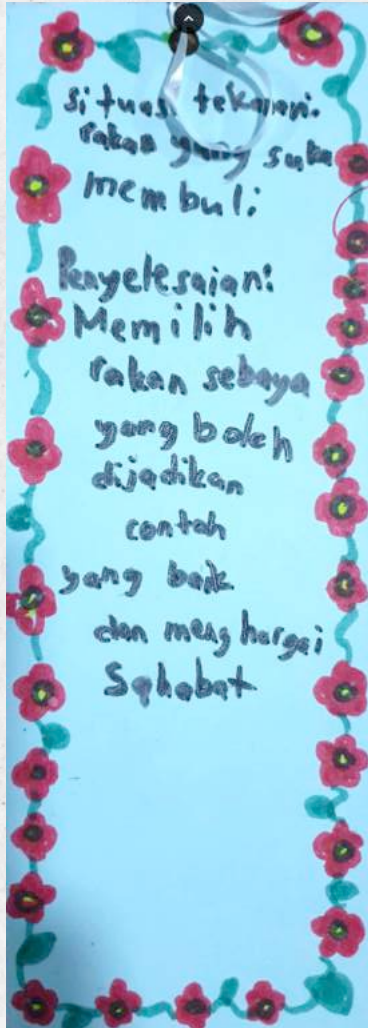 situasi tekanan:
rakan yang suka
membuli
Penyelesaian:
Memilih
rakan sebaya
yang boleh
dijadikan
contoh
yang baik
dan menghargai
Sahabat